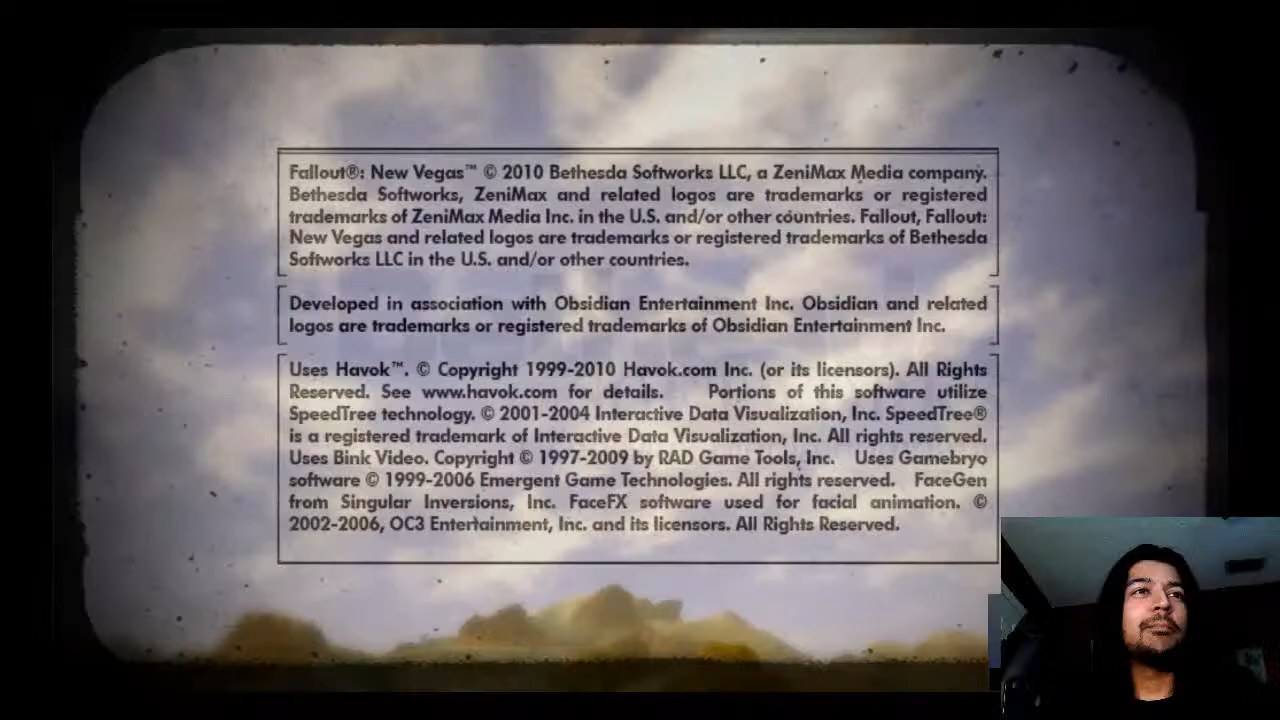 Fallout®: New Vegas™ © 2010 Bethesda Softworks LLC, a ZeniMax Media company.
Bethesda Softworks, ZeniMax and related logos are trademarks or registered
trademarks of ZeniMax Media Inc. in the U.S. and/or other countries. Fallout, Fallout:
New Vegas and related logos are trademarks or registered trademarks of Bethesda
Softworks LLC in the U.S. and/or other countries.
Developed in association with Obsidian Entertainment Inc. Obsidian and related
logos are trademarks or registered trademarks of Obsidian Entertainment Inc.
Uses Havok™. © Copyright 1999-2010 Havok.com Inc. (or its licensors). All Rights
Reserved. See www.havok.com for details. Portions of this software utilize
SpeedTree technology. © 2001-2004 Interactive Data Visualization, Inc. SpeedTree®
is a registered trademark of Interactive Data Visualization, Inc. All rights reserved.
Uses Bink Video. Copyright © 1997-2009 by RAD Game Tools, Inc. Uses Gamebryo
software © 1999-2006 Emergent Game Technologies. All rights reserved. FaceGen
from Singular Inversions, Inc. FaceFX software used for facial animation. ©
2002-2006, OC3 Entertainment, Inc. and its licensors. All Rights Reserved.